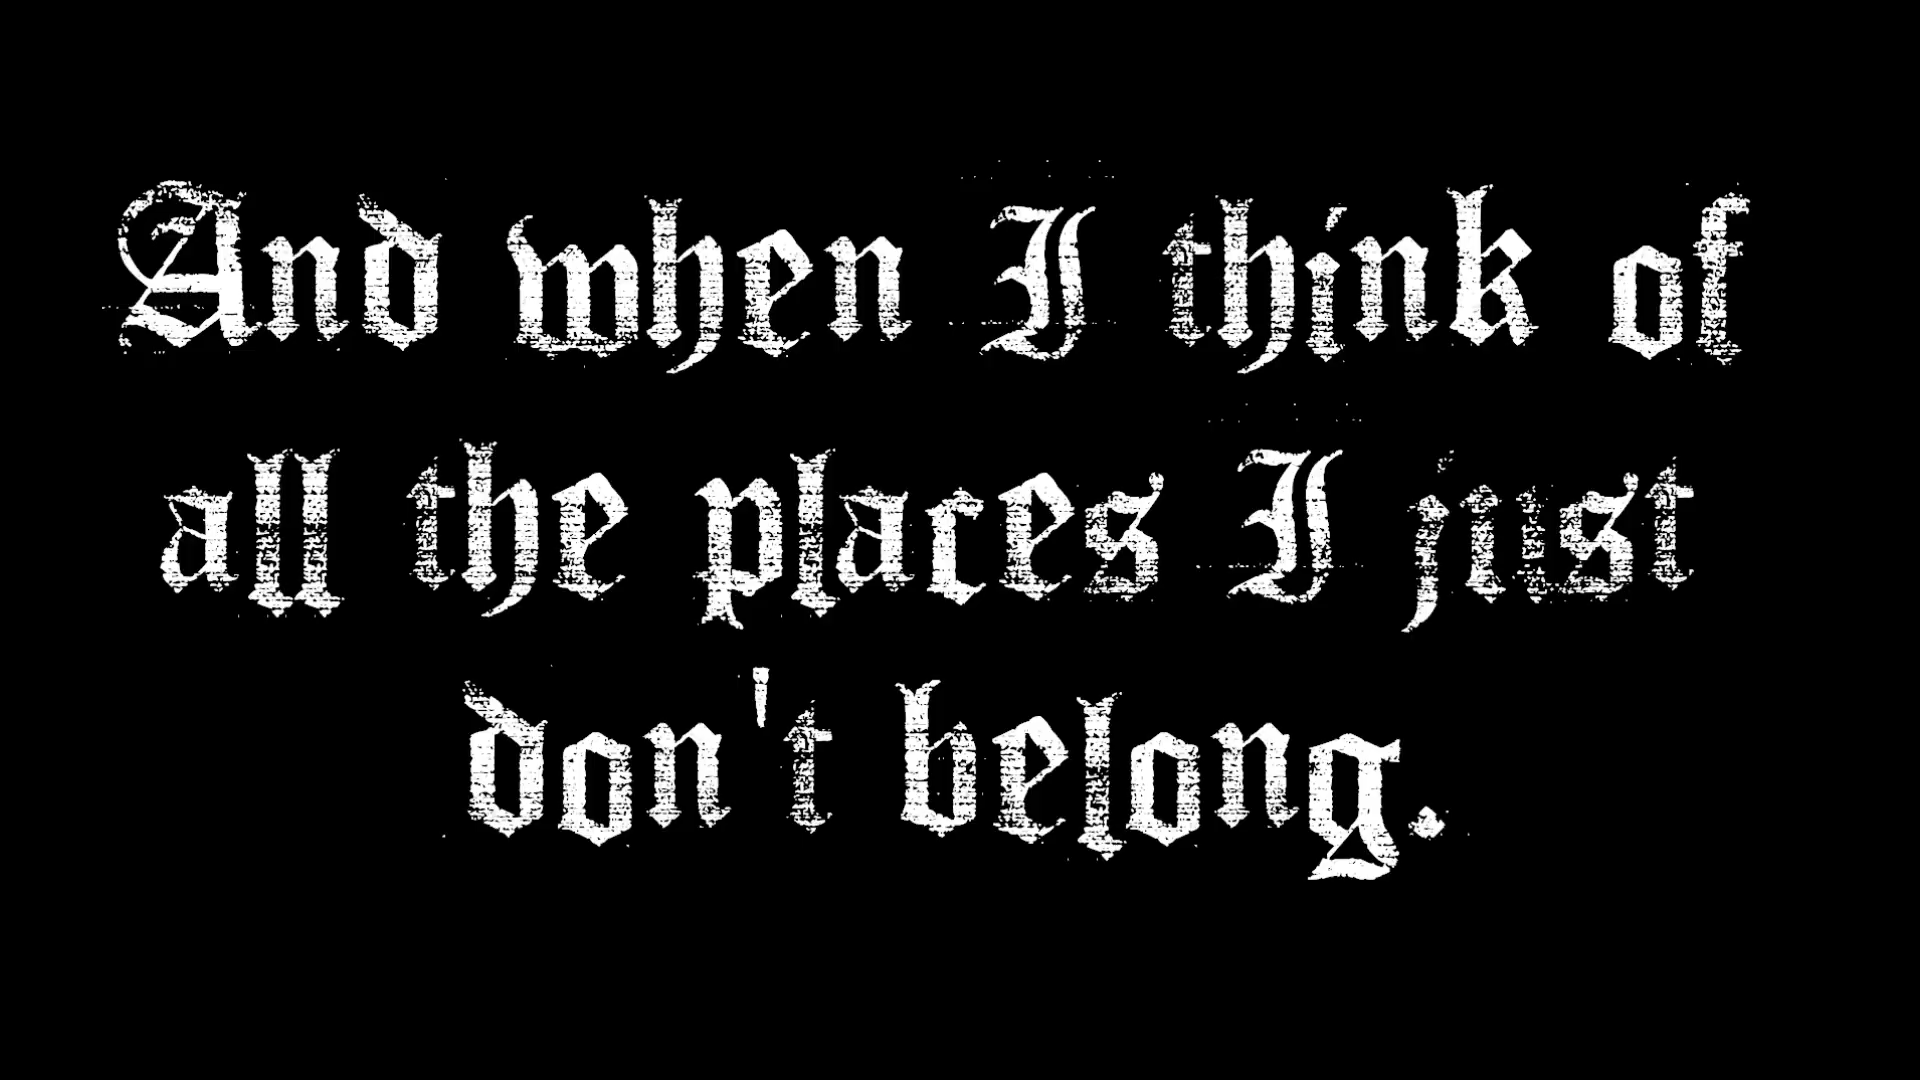 And when I think of
all the places I just
don't belong.